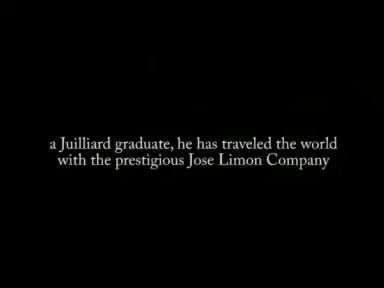 a Juilliard graduate, he has traveled the world
with the prestigious Jose Limon Company